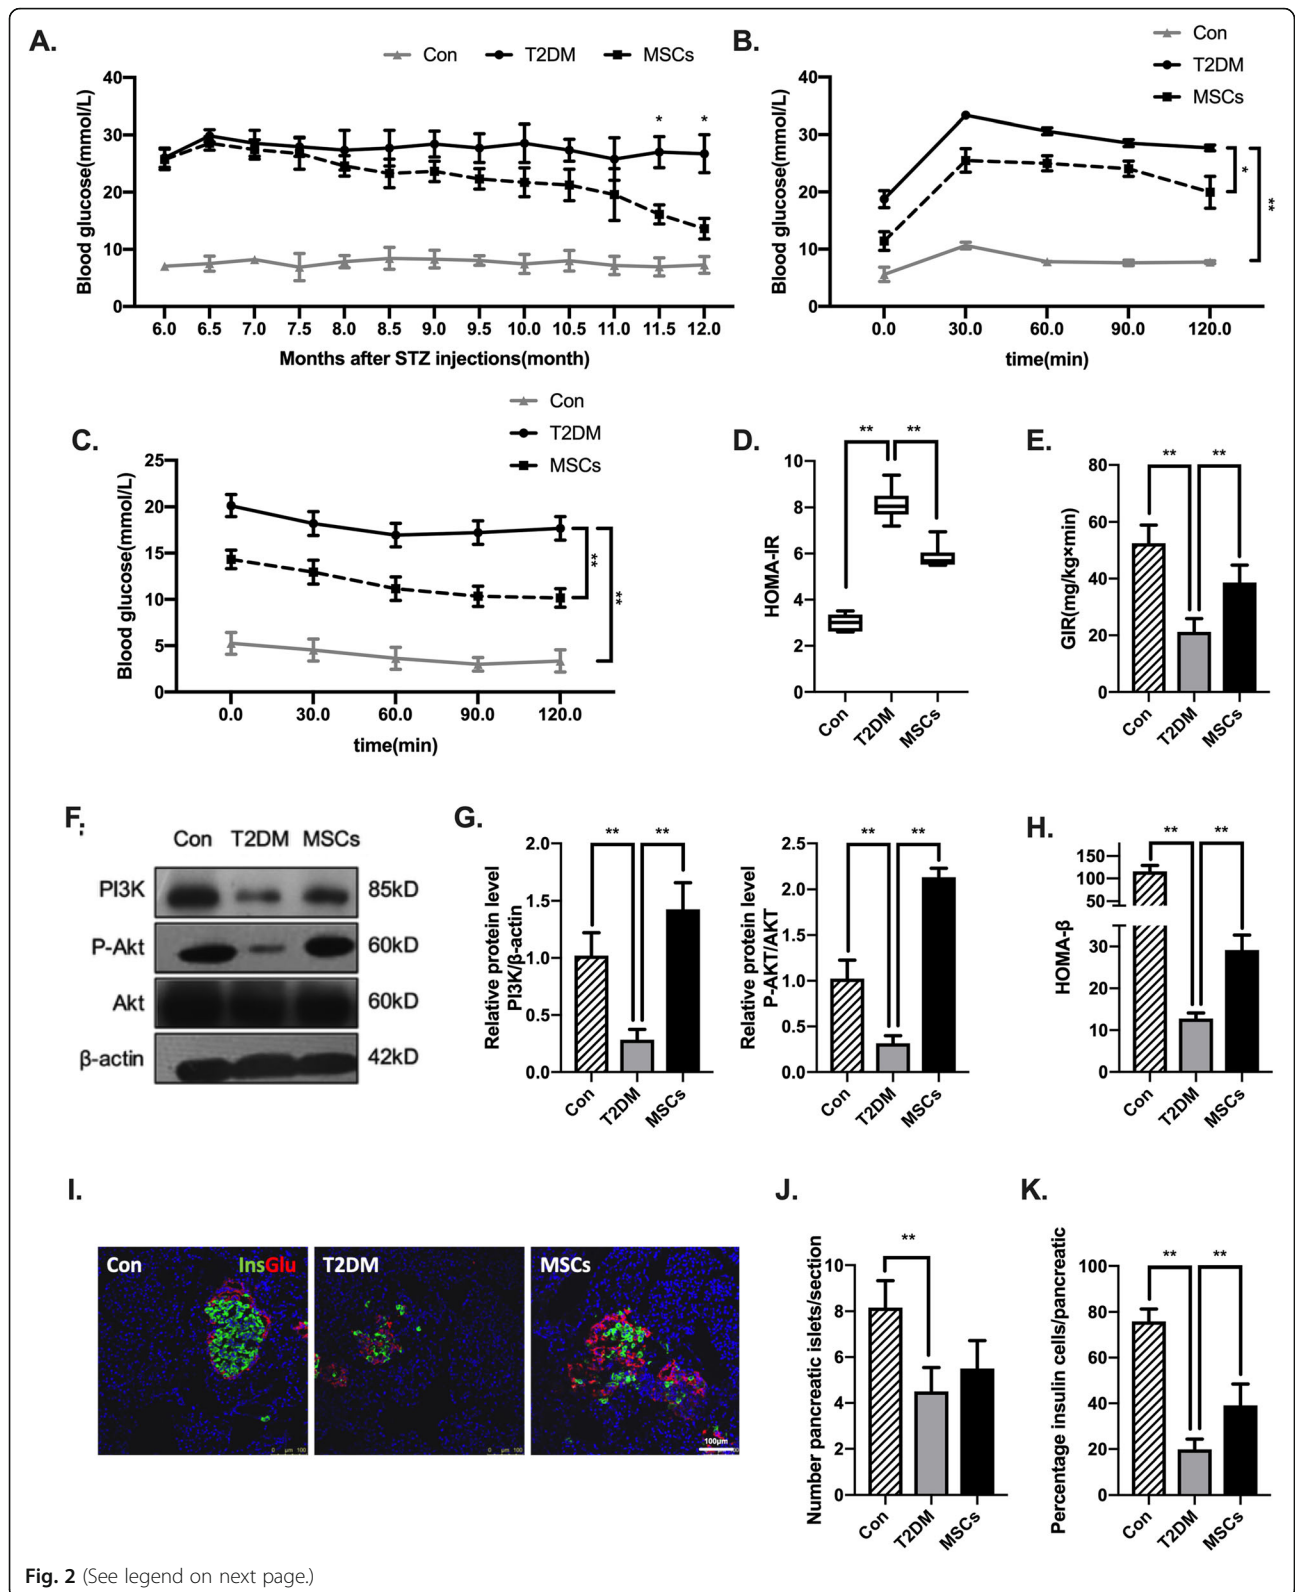 A.
Con T2DM MSCs
Blood glucose(mmol/L)
40
30
20
10
0
* *
6.0 6.5 7.0 7.5 8.0 8.5 9.0 9.5 10.0 10.5 11.0 11.5 12.0
Months after STZ injections(month)
B.
Con
T2DM
MSCs
Blood glucose(mmol/L)
40
30
20
10
0
*
**
0.0 30.0 60.0 90.0 120.0
time(min)
C.
Con
T2DM
MSCs
Blood glucose(mmol/L)
25
20
15
10
5
0
**
**
0.0 30.0 60.0 90.0 120.0
time(min)
D.
** **
HOMA-IR
10
8
6
4
2
0
Con T2DM MSCs
E.
** **
GIR(mg/kg×min)
80
60
40
20
0
Con T2DM MSCs
F.
Con T2DM MSCs
PI3K 85kD
P-Akt 60kD
Akt 60kD
β-actin 42kD
G.
** **
Relative protein level
PI3K/β-actin
2.0
1.5
1.0
0.5
0.0
Con T2DM MSCs
** **
Relative protein level
P-AKT/AKT
2.5
2.0
1.5
1.0
0.5
0.0
Con T2DM MSCs
H.
** **
HOMA-β
150
100
50
30
20
10
0
Con T2DM MSCs
I.
Con InsGlu
T2DM
MSCs
0 µm 100
0 µm 100
100µm
J.
**
Number pancreatic islets/section
10
8
6
4
2
0
Con T2DM MSCs
K.
** **
Percentage insulin cells/pancreatic
100
80
60
40
20
0
Con T2DM MSCs
Fig. 2 (See legend on next page.)